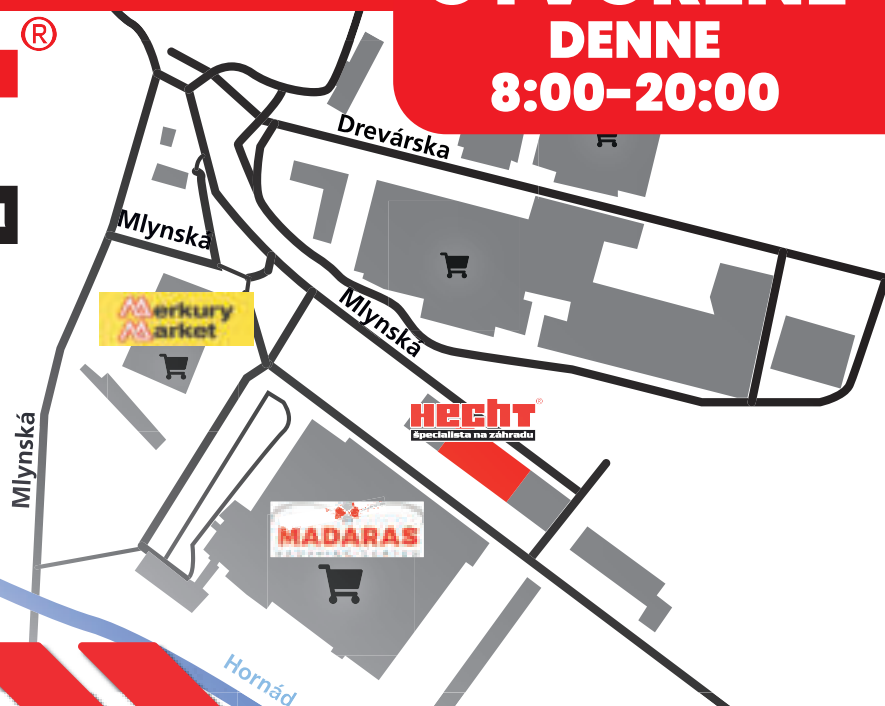 ®
DENNE
8:00-20:00
Drevárska
Mlynská
Merkury
Market
Mlynská
HECHT®
špecialista na záhradu
Mlynská
MADARAS
Hornád